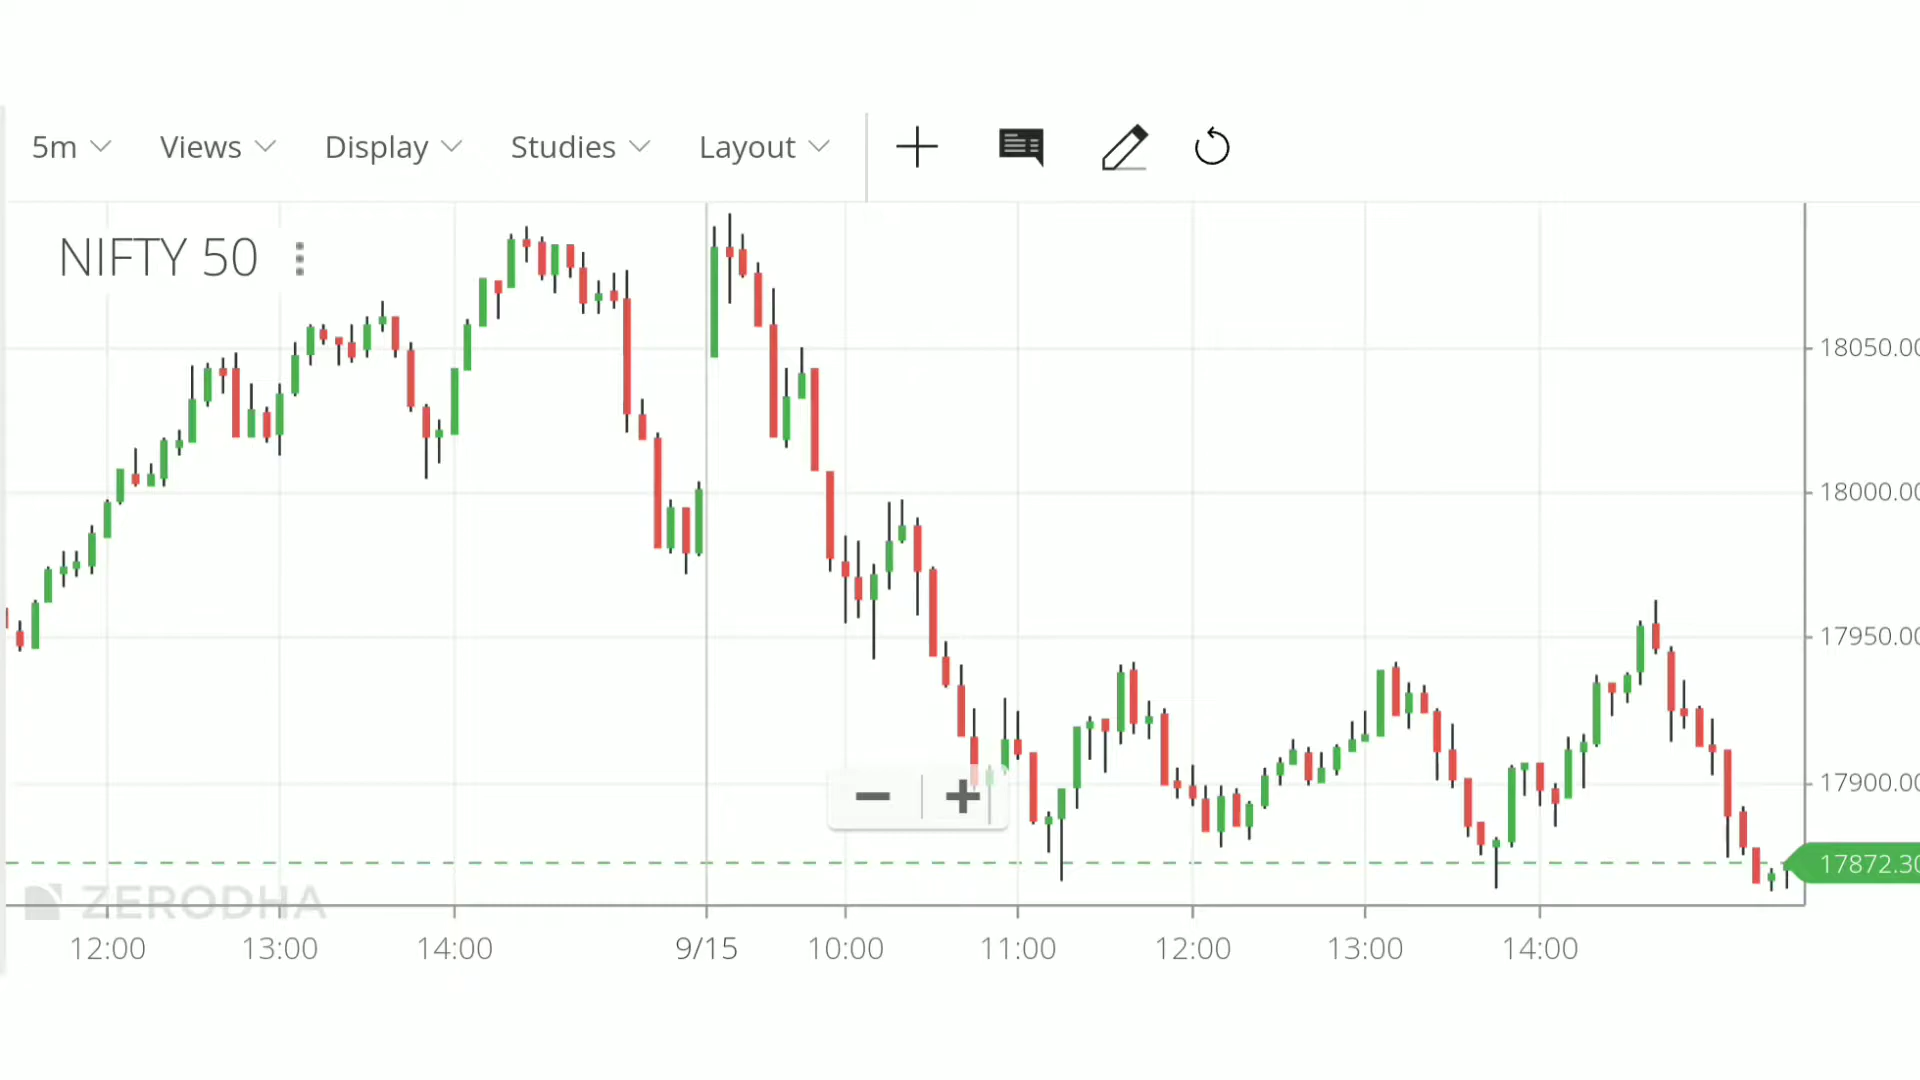 5m Views Display Studies Layout
NIFTY 50
18050.00
18000.00
17950.00
17900.00
17872.30
ZERODHA
12:00 13:00 14:00 9/15 10:00 11:00 12:00 13:00 14:00